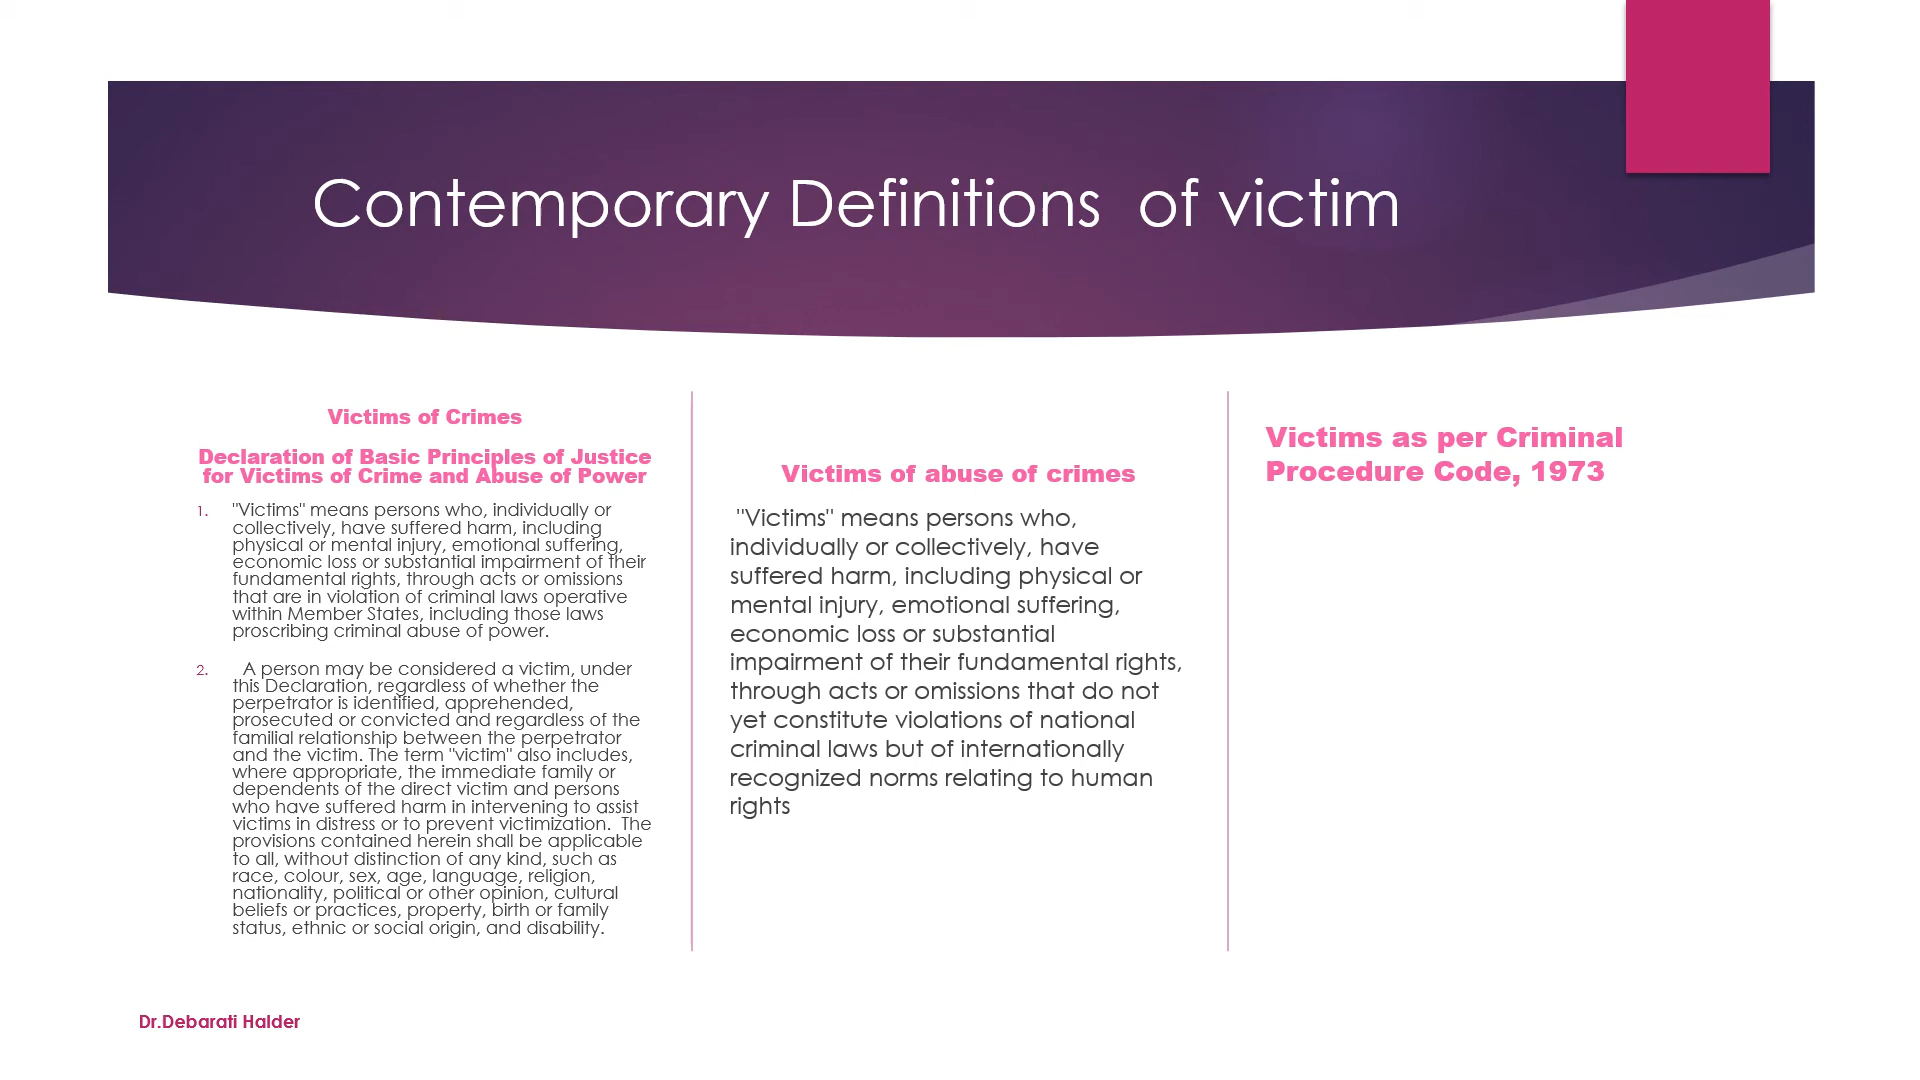 Contemporary Definitions  of victim
Victims of Crimes
Declaration of Basic Principles of Justice
for Victims of Crime and Abuse of Power
1. "Victims" means persons who, individually or
collectively, have suffered harm, including
physical or mental injury, emotional suffering,
economic loss or substantial impairment of their
fundamental rights, through acts or omissions
that are in violation of criminal laws operative
within Member States, including those laws
proscribing criminal abuse of power.
2. A person may be considered a victim, under
this Declaration, regardless of whether the
perpetrator is identified, apprehended,
prosecuted or convicted and regardless of the
familial relationship between the perpetrator
and the victim. The term "victim" also includes,
where appropriate, the immediate family or
dependents of the direct victim and persons
who have suffered harm in intervening to assist
victims in distress or to prevent victimization.  The
provisions contained herein shall be applicable
to all, without distinction of any kind, such as
race, colour, sex, age, language, religion,
nationality, political or other opinion, cultural
beliefs or practices, property, birth or family
status, ethnic or social origin, and disability.
Victims of abuse of crimes
"Victims" means persons who,
individually or collectively, have
suffered harm, including physical or
mental injury, emotional suffering,
economic loss or substantial
impairment of their fundamental rights,
through acts or omissions that do not
yet constitute violations of national
criminal laws but of internationally
recognized norms relating to human
rights
Victims as per Criminal
Procedure Code, 1973
Dr.Debarati Halder